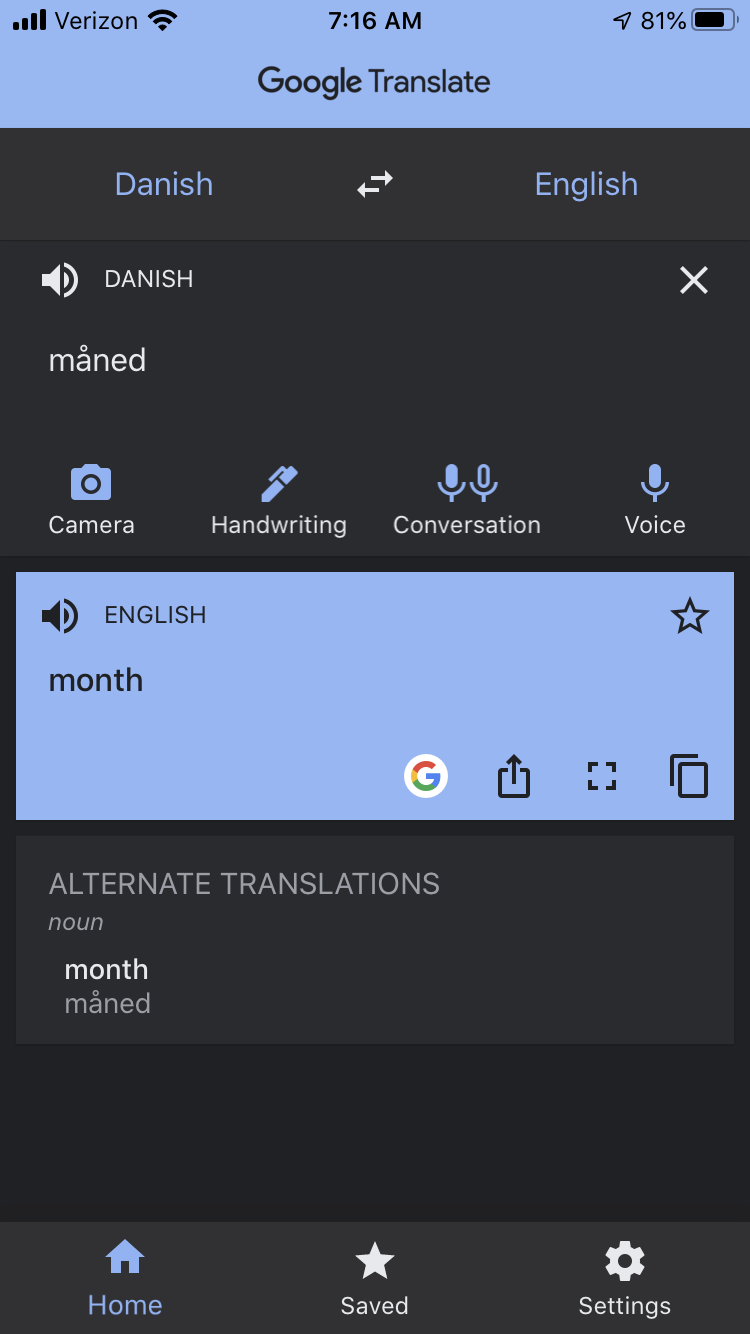 Verizon 7:16 AM 81%
Google Translate
Danish English
DANISH
måned
Camera Handwriting Conversation Voice
ENGLISH
month
ALTERNATE TRANSLATIONS
noun
month
måned
Home Saved Settings